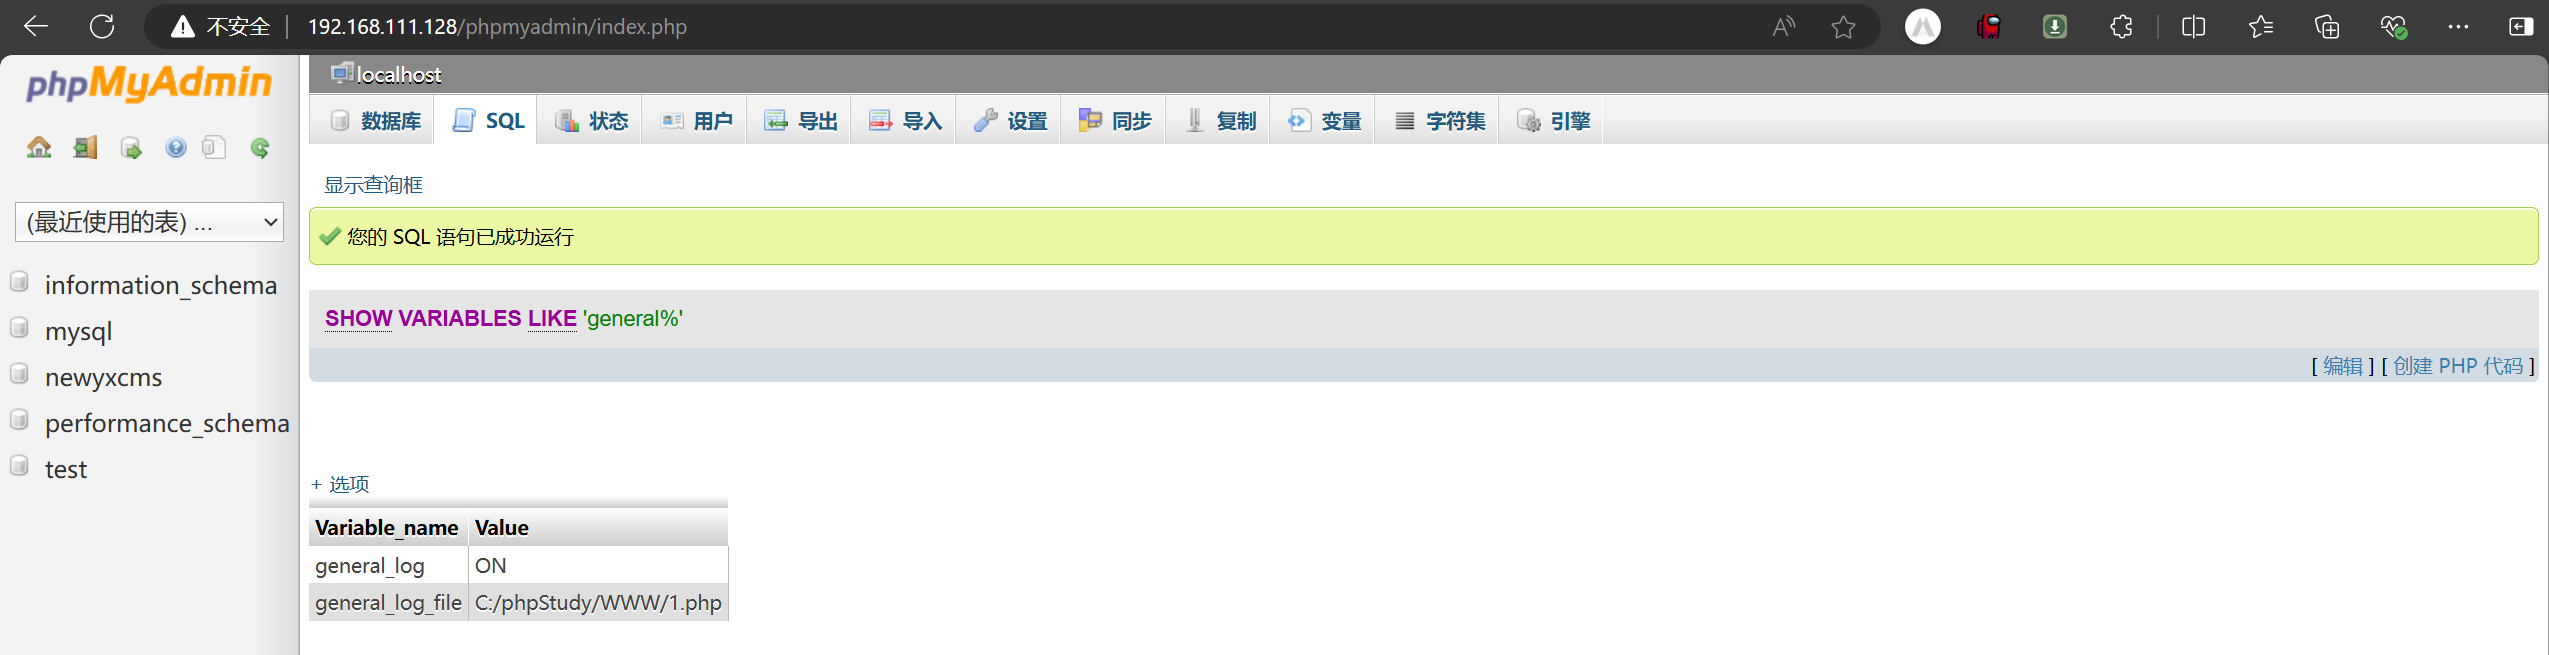 不安全 192.168.111.128/phpmyadmin/index.php
phpMyAdmin
(最近使用的表) ...
information_schema
mysql
newyxcms
performance_schema
test
localhost
数据库 SQL 状态 用户 导出 导入 设置 同步 复制 变量 字符集 引擎
显示查询框
您的 SQL 语句已成功运行
SHOW VARIABLES LIKE 'general%'
[ 编辑 ] [ 创建 PHP 代码 ]
+ 选项
Variable_name Value
general_log ON
general_log_file C:/phpStudy/WWW/1.php